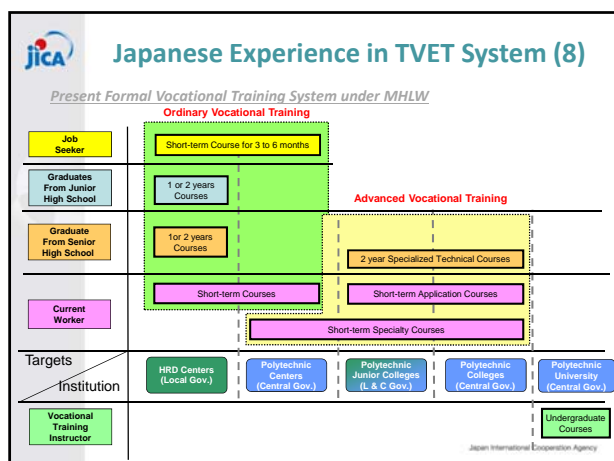 jica
Japanese Experience in TVET System (8)
Present Formal Vocational Training System under MHLW
Ordinary Vocational Training
Job
Seeker
Short-term Course for 3 to 6 months
Graduates
From Junior
High School
1 or 2 years
Courses
Advanced Vocational Training
Graduate
From Senior
High School
1or 2 years
Courses
2 year Specialized Technical Courses
Current
Worker
Short-term Courses
Short-term Application Courses
Short-term Specialty Courses
Targets
Institution
HRD Centers
(Local Gov.)
Polytechnic
Centers
(Central Gov.)
Polytechnic
Junior Colleges
(L & C Gov.)
Polytechnic
Colleges
(Central Gov.)
Polytechnic
University
(Central Gov.)
Vocational
Training
Instructor
Undergraduate
Courses
Japan International Cooperation Agency